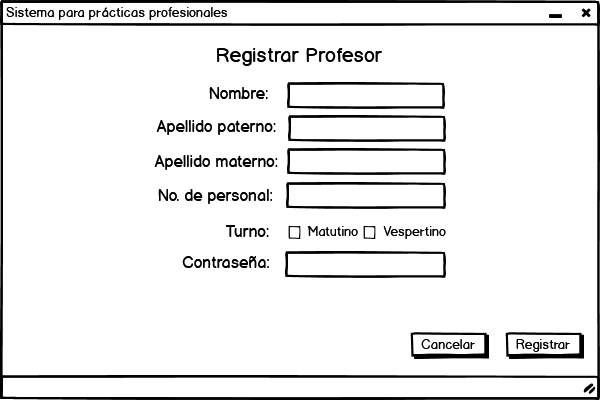 Sistema para prácticas profesionales
Registrar Profesor
Nombre:
Apellido paterno:
Apellido materno:
No. de personal:
Turno: Matutino Vespertino
Contraseña:
Cancelar Registrar